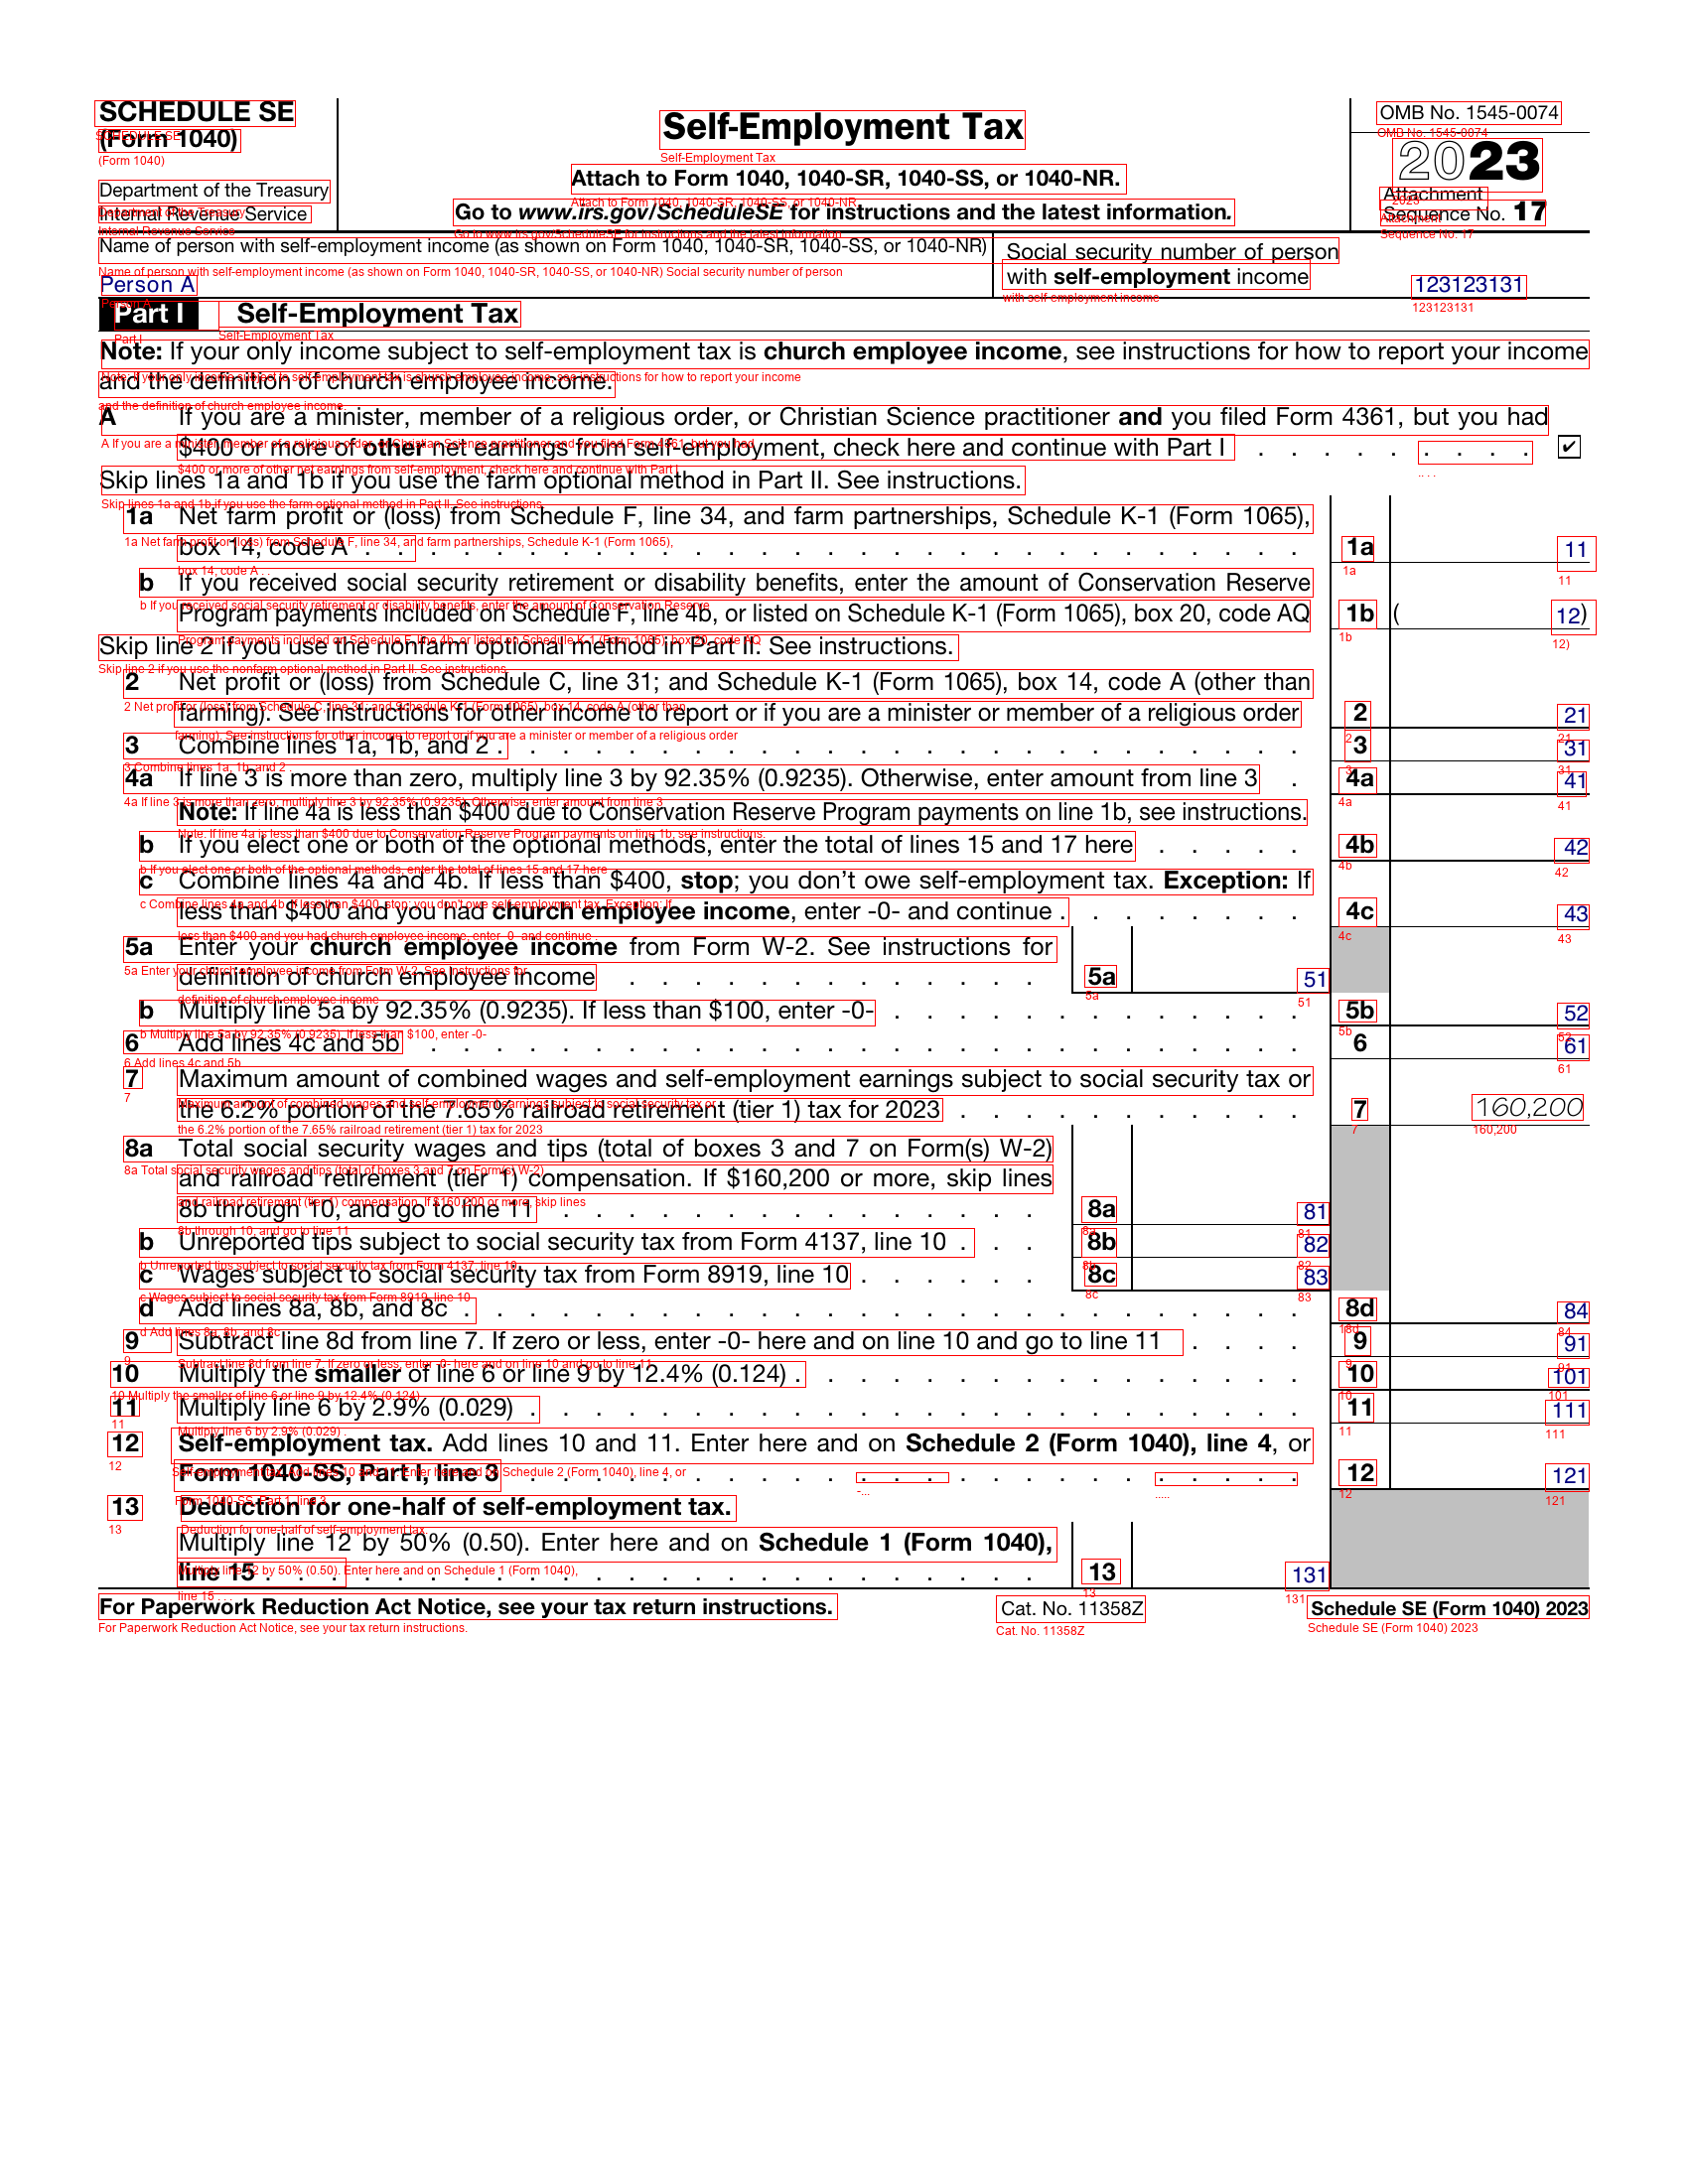 SCHEDULE SE
(Form 1040)
Department of the Treasury
Internal Revenue Service
Self-Employment Tax
Attach to Form 1040, 1040-SR, 1040-SS, or 1040-NR.
Go to www.irs.gov/ScheduleSE for instructions and the latest information.
OMB No. 1545-0074
2023
Attachment
Sequence No. 17
Name of person with self-employment income (as shown on Form 1040, 1040-SR, 1040-SS, or 1040-NR)
Person A
Social security number of person
with self-employment income 123123131
Part I Self-Employment Tax
Note: If your only income subject to self-employment tax is church employee income, see instructions for how to report your income
and the definition of church employee income.
A If you are a minister, member of a religious order, or Christian Science practitioner and you filed Form 4361, but you had
$400 or more of other net earnings from self-employment, check here and continue with Part I . . . . . . . . . ✔
Skip lines 1a and 1b if you use the farm optional method in Part II. See instructions.
1a Net farm profit or (loss) from Schedule F, line 34, and farm partnerships, Schedule K-1 (Form 1065),
box 14, code A . . . . . . . . . . 1a 11
b If you received social security retirement or disability benefits, enter the amount of Conservation Reserve
Program payments included on Schedule F, line 4b, or listed on Schedule K-1 (Form 1065), box 20, code AQ 1b ( 12)
Skip line 2 if you use the nonfarm optional method in Part II. See instructions.
2 Net profit or (loss) from Schedule C, line 31; and Schedule K-1 (Form 1065), box 14, code A (other than
farming). See instructions for other income to report or if you are a minister or member of a religious order 2 21
3 Combine lines 1a, 1b, and 2 . . . . . . . . . . 3 31
4a If line 3 is more than zero, multiply line 3 by 92.35% (0.9235). Otherwise, enter amount from line 3 . 4a 41
Note: If line 4a is less than $400 due to Conservation Reserve Program payments on line 1b, see instructions.
b If you elect one or both of the optional methods, enter the total of lines 15 and 17 here . . . . . 4b 42
c Combine lines 4a and 4b. If less than $400, stop; you don’t owe self-employment tax. Exception: If
less than $400 and you had church employee income, enter -0- and continue . . . . . . . . 4c 43
5a Enter your church employee income from Form W-2. See instructions for
definition of church employee income . . . . . . . . . . 5a 51
b Multiply line 5a by 92.35% (0.9235). If less than $100, enter -0- . . . . . . . . . . 5b 52
6 Add lines 4c and 5b . . . . . . . . . . 6 61
7 Maximum amount of combined wages and self-employment earnings subject to social security tax or
the 6.2% portion of the 7.65% railroad retirement (tier 1) tax for 2023 . . . . . . . . . . 7 160,200
8a Total social security wages and tips (total of boxes 3 and 7 on Form(s) W-2)
and railroad retirement (tier 1) compensation. If $160,200 or more, skip lines
8b through 10, and go to line 11 . . . . . . . . . . 8a 81
b Unreported tips subject to social security tax from Form 4137, line 10 . . . 8b 82
c Wages subject to social security tax from Form 8919, line 10 . . . . . . 8c 83
d Add lines 8a, 8b, and 8c . . . . . . . . . . 8d 84
9 Subtract line 8d from line 7. If zero or less, enter -0- here and on line 10 and go to line 11 . . . . 9 91
10 Multiply the smaller of line 6 or line 9 by 12.4% (0.124) . . . . . . . . . . 10 101
11 Multiply line 6 by 2.9% (0.029) . . . . . . . . . . 11 111
12 Self-employment tax. Add lines 10 and 11. Enter here and on Schedule 2 (Form 1040), line 4, or
Form 1040-SS, Part I, line 3 . . . . . . . . . . 12 121
13 Deduction for one-half of self-employment tax.
Multiply line 12 by 50% (0.50). Enter here and on Schedule 1 (Form 1040),
line 15 . . . . . . . . . . 13 131
For Paperwork Reduction Act Notice, see your tax return instructions. Cat. No. 11358Z Schedule SE (Form 1040) 2023